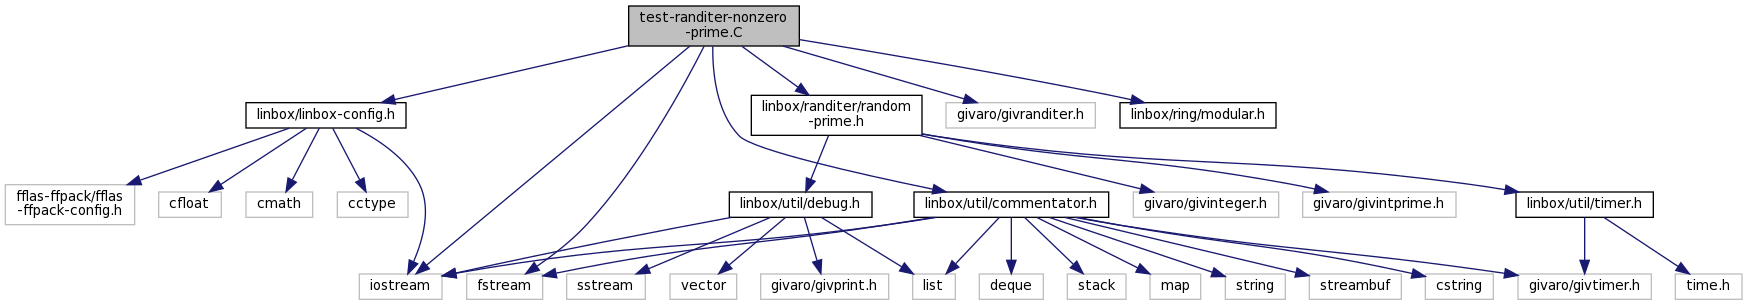 test-randiter-nonzero
-prime.C
linbox/linbox-config.h
linbox/randiter/random
-prime.h
givaro/givranditer.h
linbox/ring/modular.h
fflas-ffpack/fflas
-ffpack-config.h
cfloat
cmath
cctype
linbox/util/debug.h
linbox/util/commentator.h
givaro/givinteger.h
givaro/givintprime.h
linbox/util/timer.h
iostream
fstream
sstream
vector
givaro/givprint.h
list
deque
stack
map
string
streambuf
cstring
givaro/givtimer.h
time.h